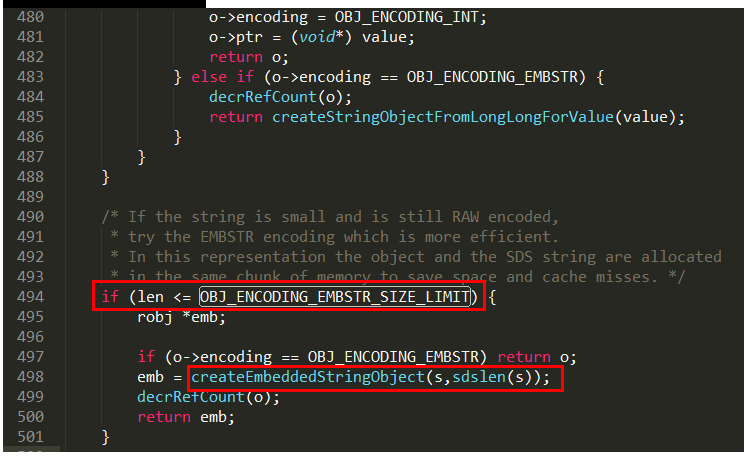 480 o->encoding = OBJ_ENCODING_INT;
481 o->ptr = (void*) value;
482 return o;
483 } else if (o->encoding == OBJ_ENCODING_EMBSTR) {
484 decrRefCount(o);
485 return createStringObjectFromLongLongForValue(value);
486 }
487 }
488 }
489
490 /* If the string is small and is still RAW encoded,
491 * try the EMBSTR encoding which is more efficient.
492 * In this representation the object and the SDS string are allocated
493 * in the same chunk of memory to save space and cache misses. */
494 if (len <= OBJ_ENCODING_EMBSTR_SIZE_LIMIT) {
495 robj *emb;
496
497 if (o->encoding == OBJ_ENCODING_EMBSTR) return o;
498 emb = createEmbeddedStringObject(s,sdslen(s));
499 decrRefCount(o);
500 return emb;
501 }